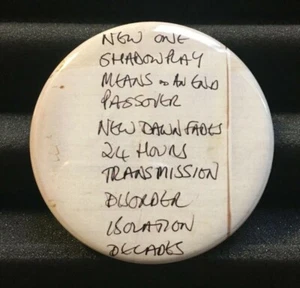 NEW ONE
SHADOWPLAY
MEANS TO AN END
PASSOVER
NEW DAWN FADES
24 HOURS
TRANSMISSION
DISORDER
ISOLATION
DECADES